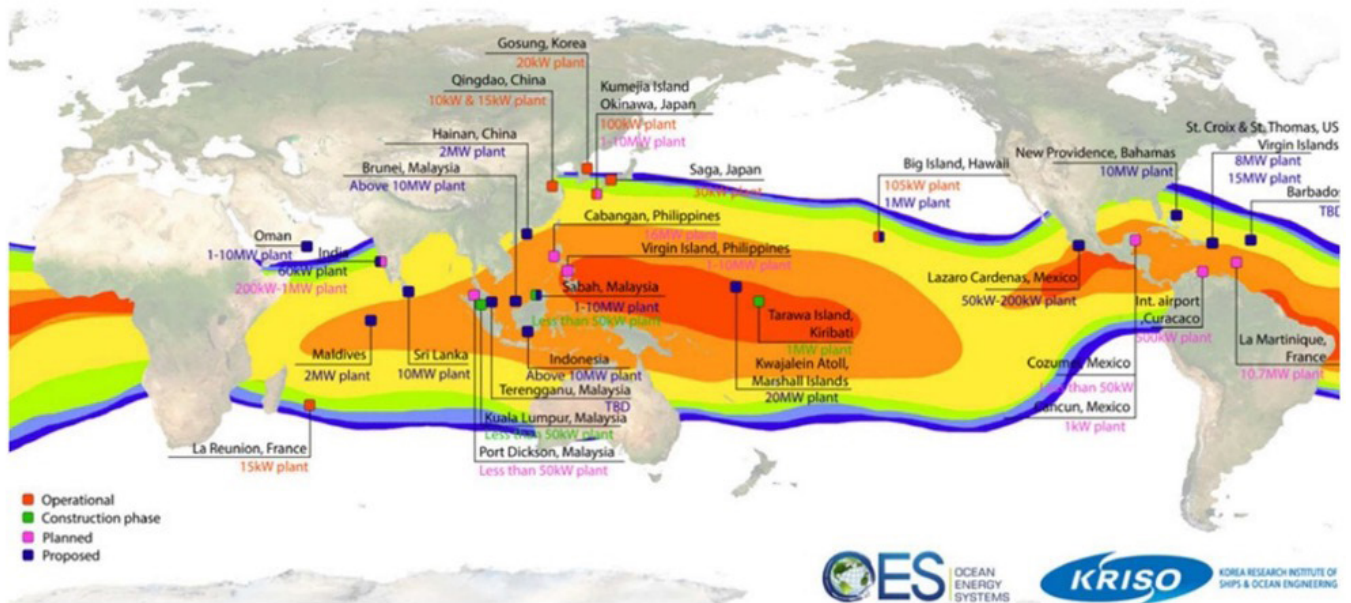 Gosung, Korea
20kW plant
Qingdao, China
10kW & 15kW plant
Kumejia Island
Okinawa, Japan
100kW plant
1-10MW plant
Hainan, China
2MW plant
Brunei, Malaysia
Above 10MW plant
Saga, Japan
30kW plant
Big Island, Hawaii
105kW plant
1MW plant
New Providence, Bahamas
10MW plant
St. Croix & St. Thomas, US
Virgin Islands
8MW plant
15MW plant
Barbados
TBD
Cabangan, Philippines
16MW plant
Virgin Island, Philippines
1-10MW plant
Oman
1-10MW plant
India
60kW plant
200kW-1MW plant
Sabah, Malaysia
1-10MW plant
Less than 50kW plant
Lazaro Cardenas, Mexico
50kW-200kW plant
Tarawa Island,
Kiribati
1MW plant
Int. airport
,Curacaco
500kW plant
Maldives
2MW plant
Sri Lanka
10MW plant
Indonesia
Above 10MW plant
Kwajalein Atoll,
Marshall Islands
20MW plant
La Martinique,
France
10.7MW plant
Cozumel, Mexico
Less than 50kW
Terengganu, Malaysia
TBD
Cancun, Mexico
1kW plant
Kuala Lumpur, Malaysia
Less than 50kW plant
La Reunion, France
15kW plant
Port Dickson, Malaysia
Less than 50kW plant
Operational
Construction phase
Planned
Proposed
OES
OCEAN
ENERGY
SYSTEMS
KRISO
KOREA RESEARCH INSTITUTE OF
SHIPS & OCEAN ENGINEERING